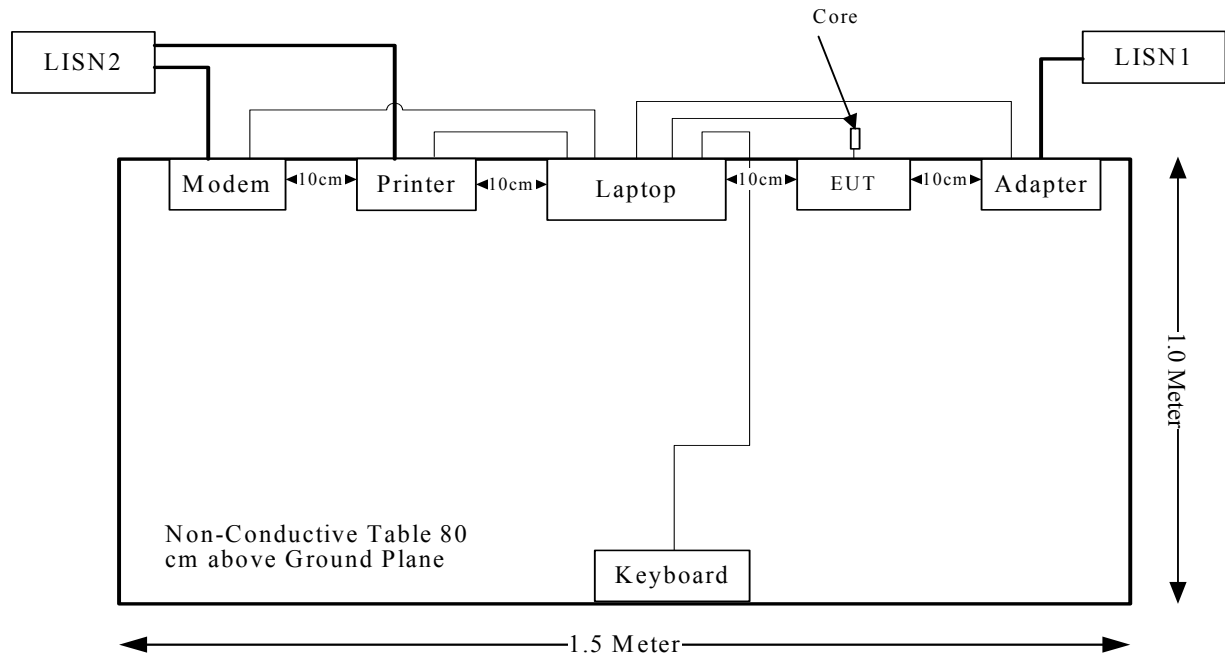 Core
LISN2
LISN1
Modem
10cm
Printer
10cm
Laptop
10cm
EUT
10cm
Adapter
1.0 Meter
Non-Conductive Table 80
cm above Ground Plane
Keyboard
1.5 Meter